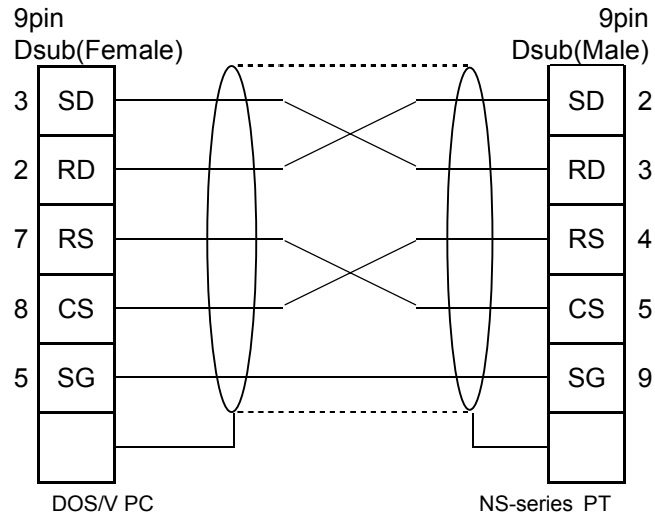 9pin
Dsub(Female)
9pin
Dsub(Male)
3 SD SD 2
2 RD RD 3
7 RS RS 4
8 CS CS 5
5 SG SG 9
DOS/V PC
NS-series PT